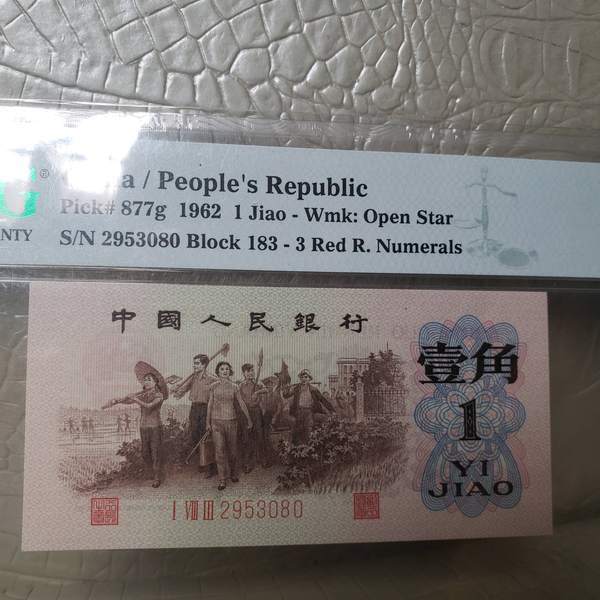 G ®
NTY
a / People's Republic
Pick# 877g 1962 1 Jiao - Wmk: Open Star
S/N 2953080 Block 183 - 3 Red R. Numerals
中國人民銀行
壹角
1
YI
JIAO
I VIII III 2953080